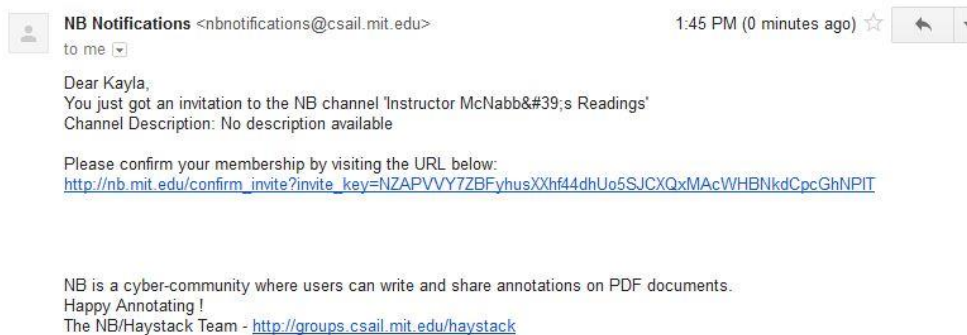 NB Notifications <nbnotifications@csail.mit.edu> 1:45 PM (0 minutes ago)
to me
Dear Kayla,
You just got an invitation to the NB channel 'Instructor McNabb&#39;s Readings'
Channel Description: No description available
Please confirm your membership by visiting the URL below:
http://nb.mit.edu/confirm_invite?invite_key=NZAPVVY7ZBFyhusXXhf44dhUo5SJCXQxMAcWHBNkdCpcGhNPIT
NB is a cyber-community where users can write and share annotations on PDF documents.
Happy Annotating !
The NB/Haystack Team - http://groups.csail.mit.edu/haystack